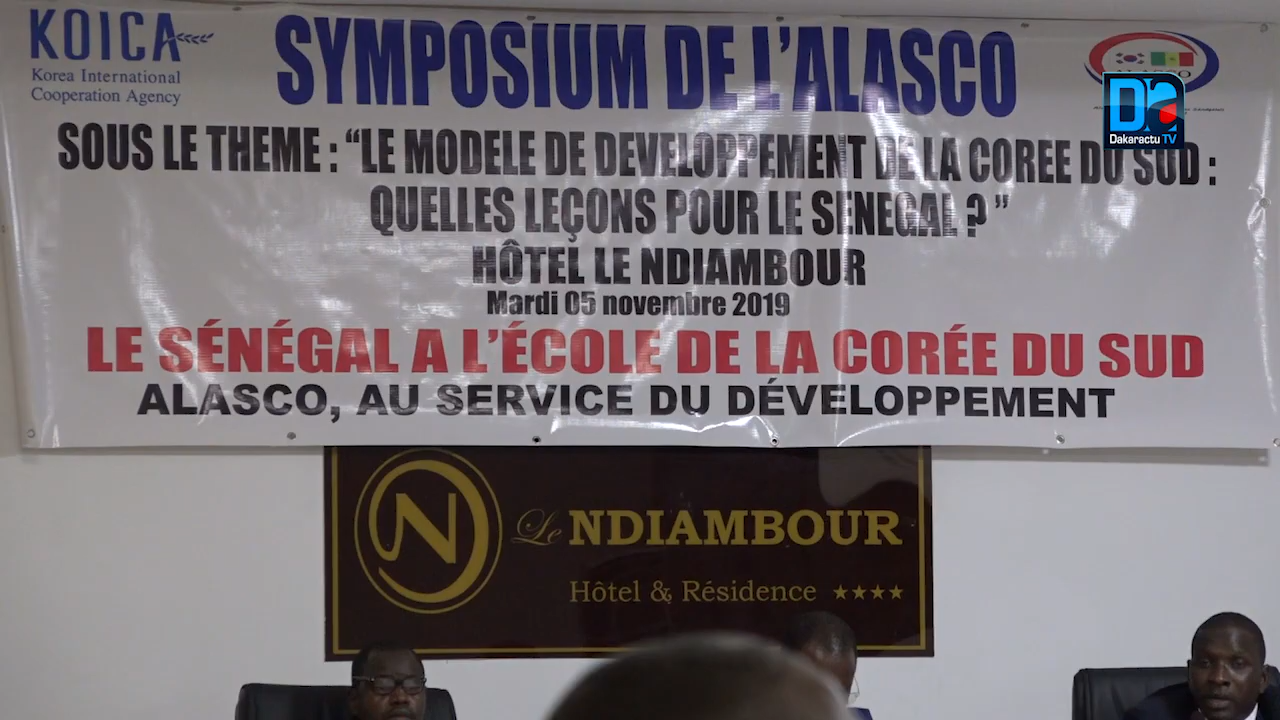 KOICA
Korea International
Cooperation Agency
SYMPOSIUM DE L'ALASCO
Dakaractu TV
SOUS LE THEME : “LE MODELE DE DEVELOPPEMENT DE LA COREE DU SUD :
QUELLES LEÇONS POUR LE SENEGAL ? ”
HÔTEL LE NDIAMBOUR
Mardi 05 novembre 2019
LE SÉNÉGAL A L'ÉCOLE DE LA CORÉE DU SUD
ALASCO, AU SERVICE DU DÉVELOPPEMENT
N
Le NDIAMBOUR
Hôtel & Résidence ★★★★